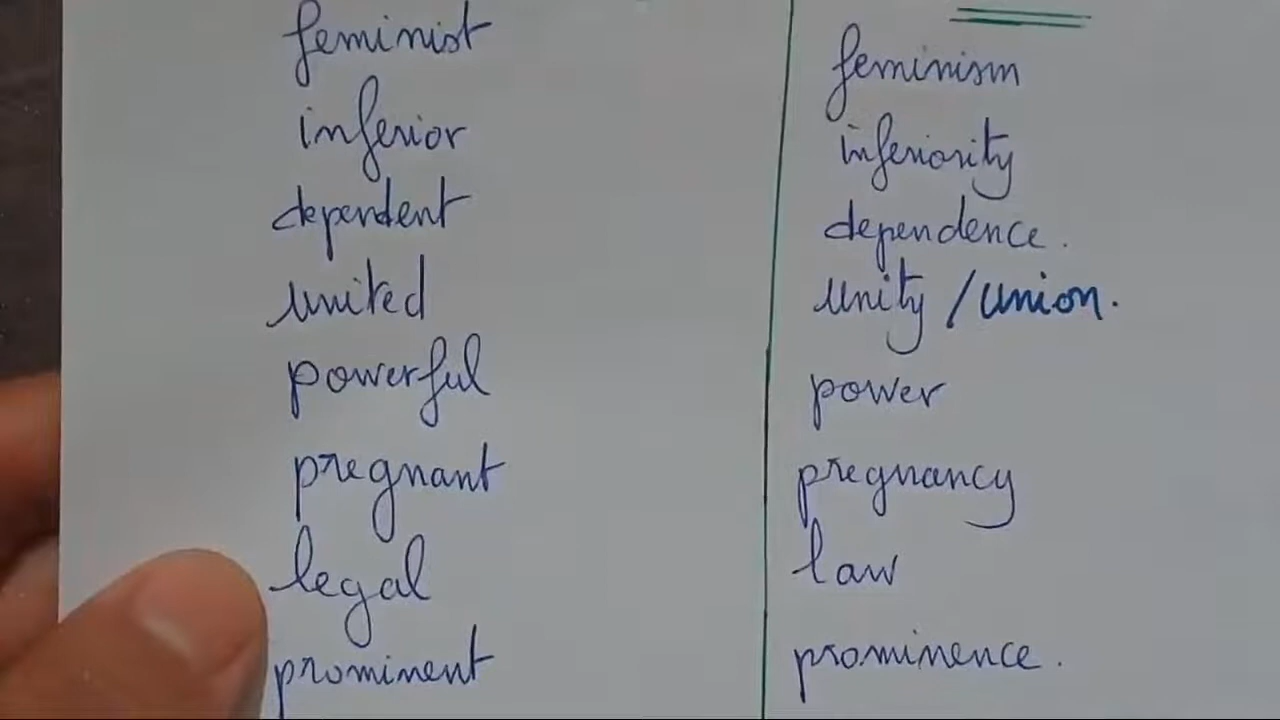 feminist feminism
inferior inferiority
dependent dependence.
united unity / union.
powerful power
pregnant pregnancy
legal law
prominent prominence.